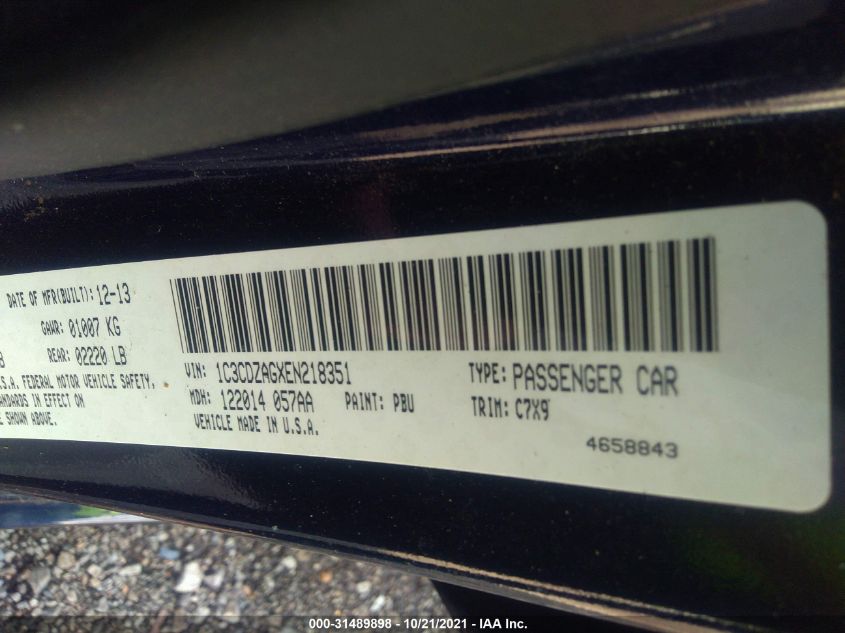 DATE OF MFR(BUILT): 12-13
GAWR: 01007 KG
B REAR: 02220 LB
.S.A. FEDERAL MOTOR VEHICLE SAFETY,
ANDARDS IN EFFECT ON
E SHOWN ABOVE.
VIN: 1C3CDZAGXEN218351 TYPE: PASSENGER CAR
MDH: 122014 057AA PAINT: PBU TRIM: C7X9
VEHICLE MADE IN U.S.A.
4658843
000-31489898 - 10/21/2021 - IAA Inc.